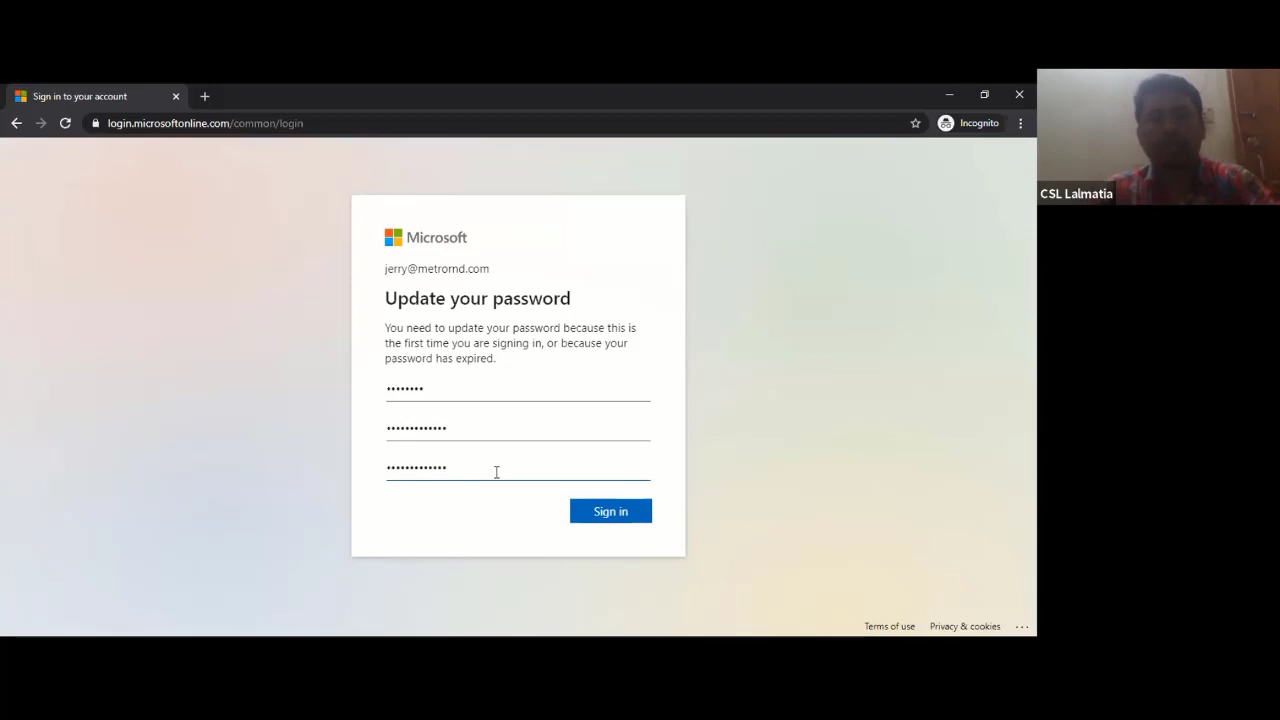 Sign in to your account
login.microsoftonline.com/common/login
Incognito
CSL Lalmatia
Microsoft
jerry@metrornd.com
Update your password
You need to update your password because this is
the first time you are signing in, or because your
password has expired.
••••••••
•••••••••••••
•••••••••••••
Sign in
Terms of use
Privacy & cookies
...